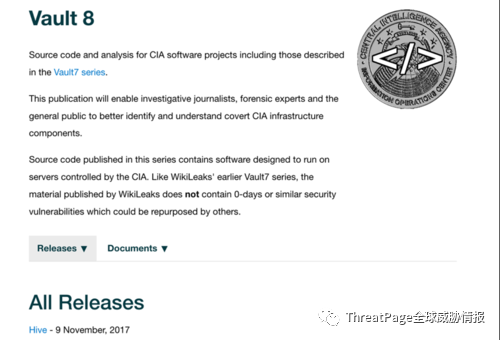 Vault 8
CENTRAL INTELLIGENCE AGENCY
</>
INFORMATION OPERATIONS CENTER
Source code and analysis for CIA software projects including those described
in the Vault7 series.
This publication will enable investigative journalists, forensic experts and the
general public to better identify and understand covert CIA infrastructure
components.
Source code published in this series contains software designed to run on
servers controlled by the CIA. Like WikiLeaks' earlier Vault7 series, the
material published by WikiLeaks does not contain 0-days or similar security
vulnerabilities which could be repurposed by others.
Releases ▼ Documents ▼
All Releases
Hive - 9 November, 2017
ThreatPage全球威胁情报